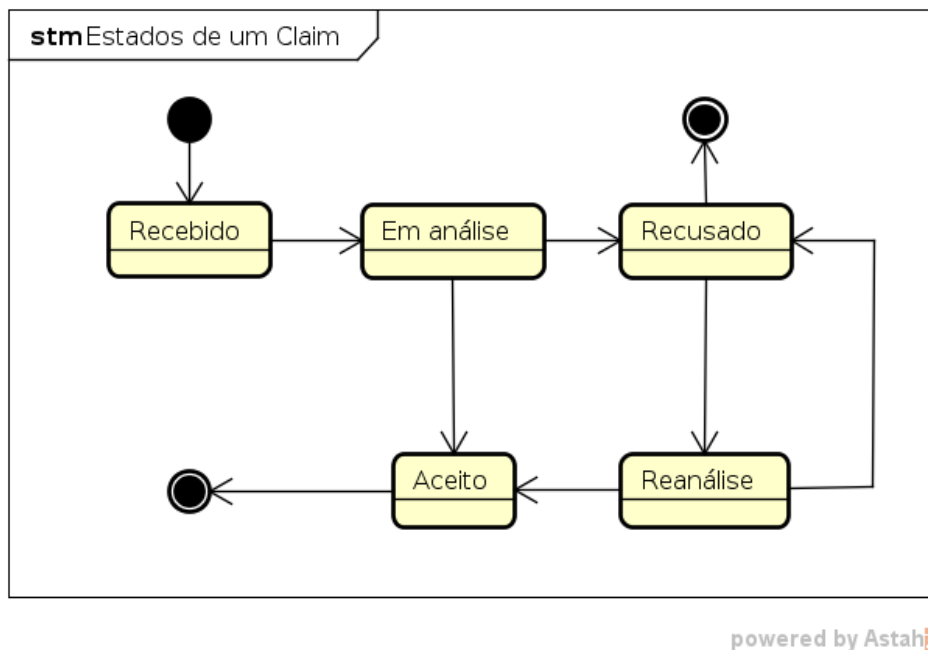 stm Estados de um Claim
Recebido
Em análise
Recusado
Aceito
Reanálise
powered by Astah